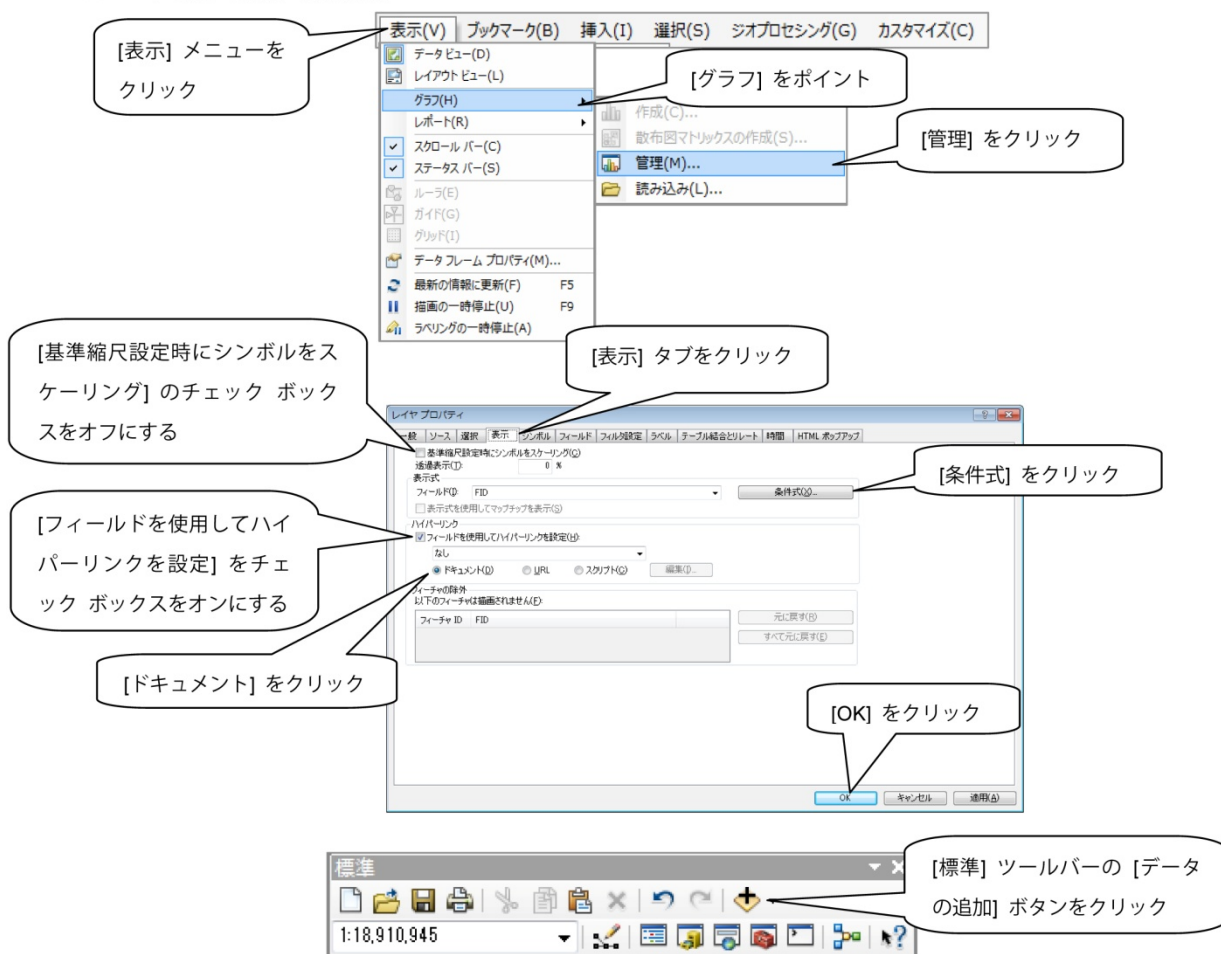 表示(V) ブックマーク(B) 挿入(I) 選択(S) ジオプロセシング(G) カスタマイズ(C)
[表示] メニューを
クリック
データ ビュー(D)
レイアウト ビュー(L)
グラフ(H)
レポート(R)
スクロール バー(C)
ステータス バー(S)
ルーラ(E)
ガイド(G)
グリッド(I)
データ フレーム プロパティ(M)...
最新の情報に更新(F) F5
描画の一時停止(U) F9
ラベリングの一時停止(A)
[グラフ] をポイント
作成(C)...
散布図マトリックスの作成(S)...
管理(M)...
読み込み(L)...
[管理] をクリック
[基準縮尺設定時にシンボルをス
ケーリング] のチェック ボック
スをオフにする
[表示] タブをクリック
レイヤ プロパティ
一般 ソース 選択 表示 シンボル フィールド フィルタ設定 ラベル テーブル結合とリレート 時間 HTML ポップアップ
基準縮尺設定時にシンボルをスケーリング(C)
透過表示(T): 0 %
表示式
フィールド(I): FID 条件式(X)...
表示式を使用してマップチップを表示(S)
[条件式] をクリック
ハイパーリンク
フィールドを使用してハイパーリンクを設定(H):
なし
ドキュメント(D) URL スクリプト(C) 編集(I)...
[フィールドを使用してハイ
パーリンクを設定] をチェ
ック ボックスをオンにする
フィーチャの除外
以下のフィーチャは描画されません(F):
フィーチャ ID FID
元に戻す(R)
すべて元に戻す(E)
[ドキュメント] をクリック
[OK] をクリック
OK キャンセル 適用(A)
標準
1:18,910,945
[標準] ツールバーの [データ
の追加] ボタンをクリック